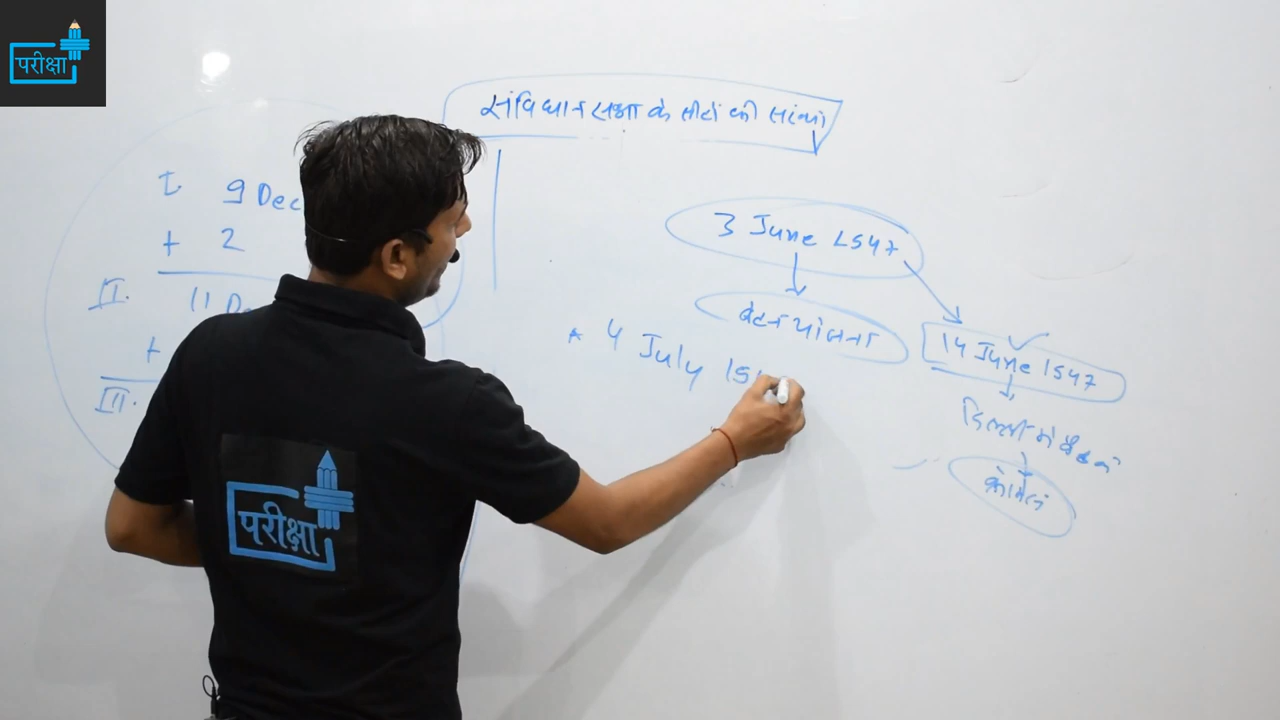 परीक्षा
संविधान सभा के सीटों की संख्या
I. 9 Dec
+ 2
II. 11 De
+
III.
3 June 1947
बेटन योजना
14 June 1947
दिल्ली में बैठक
कांग्रेस
* 4 July 19
परीक्षा